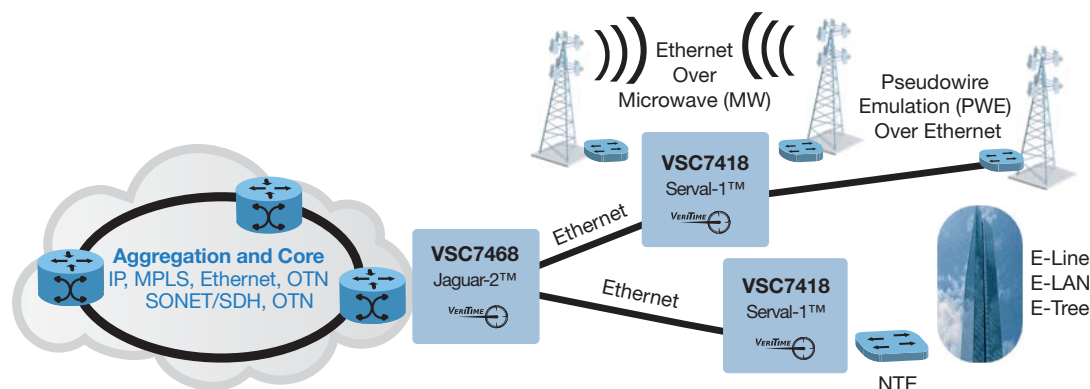 Ethernet
Over
Microwave (MW)
Pseudowire
Emulation (PWE)
Over Ethernet
VSC7418
Serval-1™
VERITIME
Ethernet
Aggregation and Core
IP, MPLS, Ethernet, OTN
SONET/SDH, OTN
VSC7468
Jaguar-2™
VERITIME
Ethernet
VSC7418
Serval-1™
VERITIME
E-Line
E-LAN
E-Tree
NTE